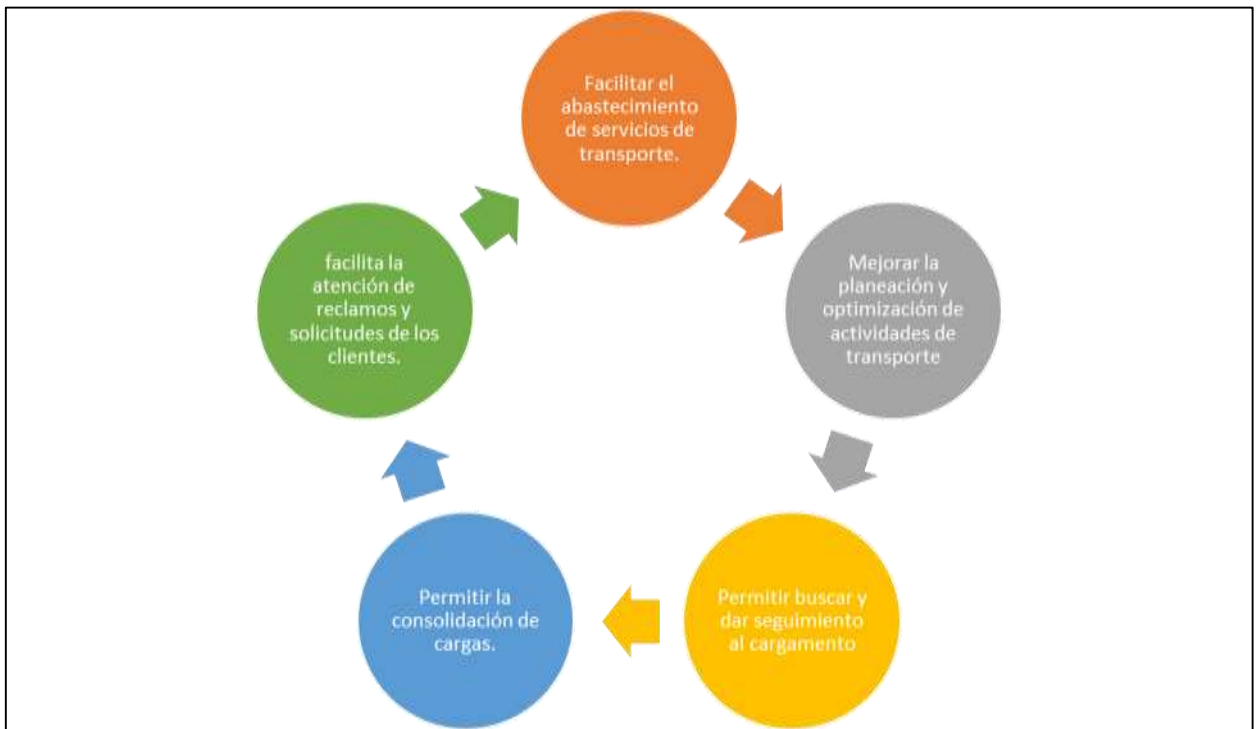 Facilitar el
abastecimiento
de servicios de
transporte.
Mejorar la
planeación y
optimización de
actividades de
transporte
Permitir buscar y
dar seguimiento
al cargamento
Permitir la
consolidación de
cargas.
facilita la
atención de
reclamos y
solicitudes de los
clientes.